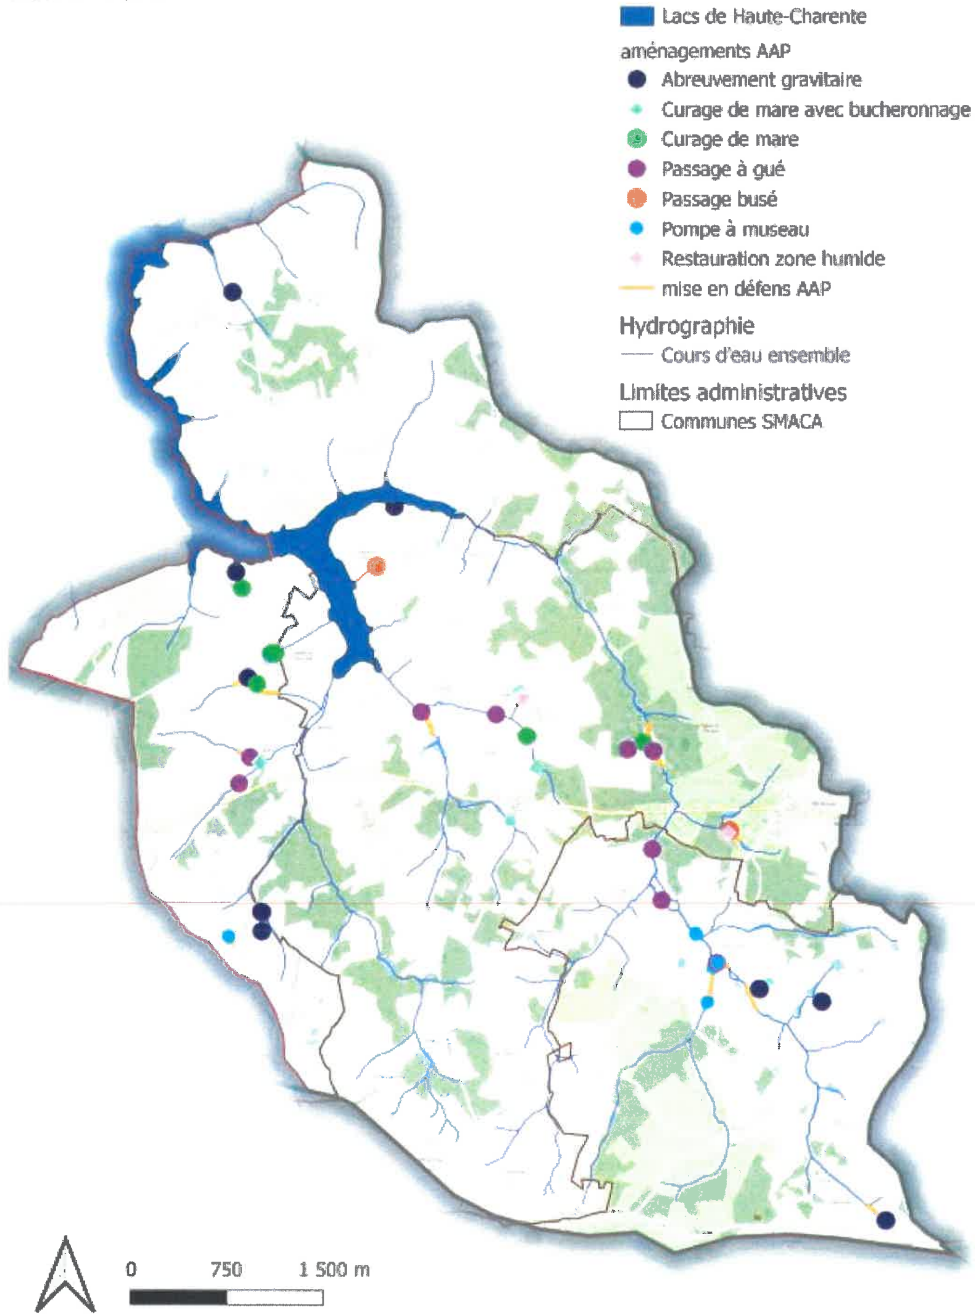 Lacs de Haute-Charente
aménagements AAP
Abreuvement gravitaire
Curage de mare avec bucheronnage
Curage de mare
Passage à gué
Passage busé
Pompe à museau
Restauration zone humide
mise en défens AAP
Hydrographie
Cours d'eau ensemble
Limites administratives
Communes SMACA
0 750 1 500 m